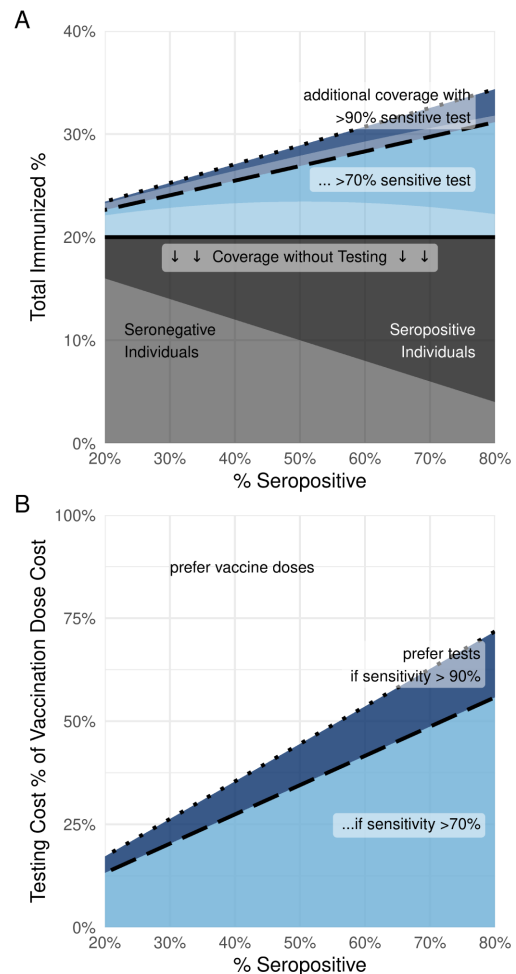 A
40%
30%
20%
10%
0%
Total Immunized %
additional coverage with
>90% sensitive test
... >70% sensitive test
↓ ↓ Coverage without Testing ↓ ↓
Seronegative
Individuals
Seropositive
Individuals
20% 30% 40% 50% 60% 70% 80%
% Seropositive
B
100%
75%
50%
25%
0%
Testing Cost % of Vaccination Dose Cost
prefer vaccine doses
prefer tests
if sensitivity > 90%
...if sensitivity >70%
20% 30% 40% 50% 60% 70% 80%
% Seropositive